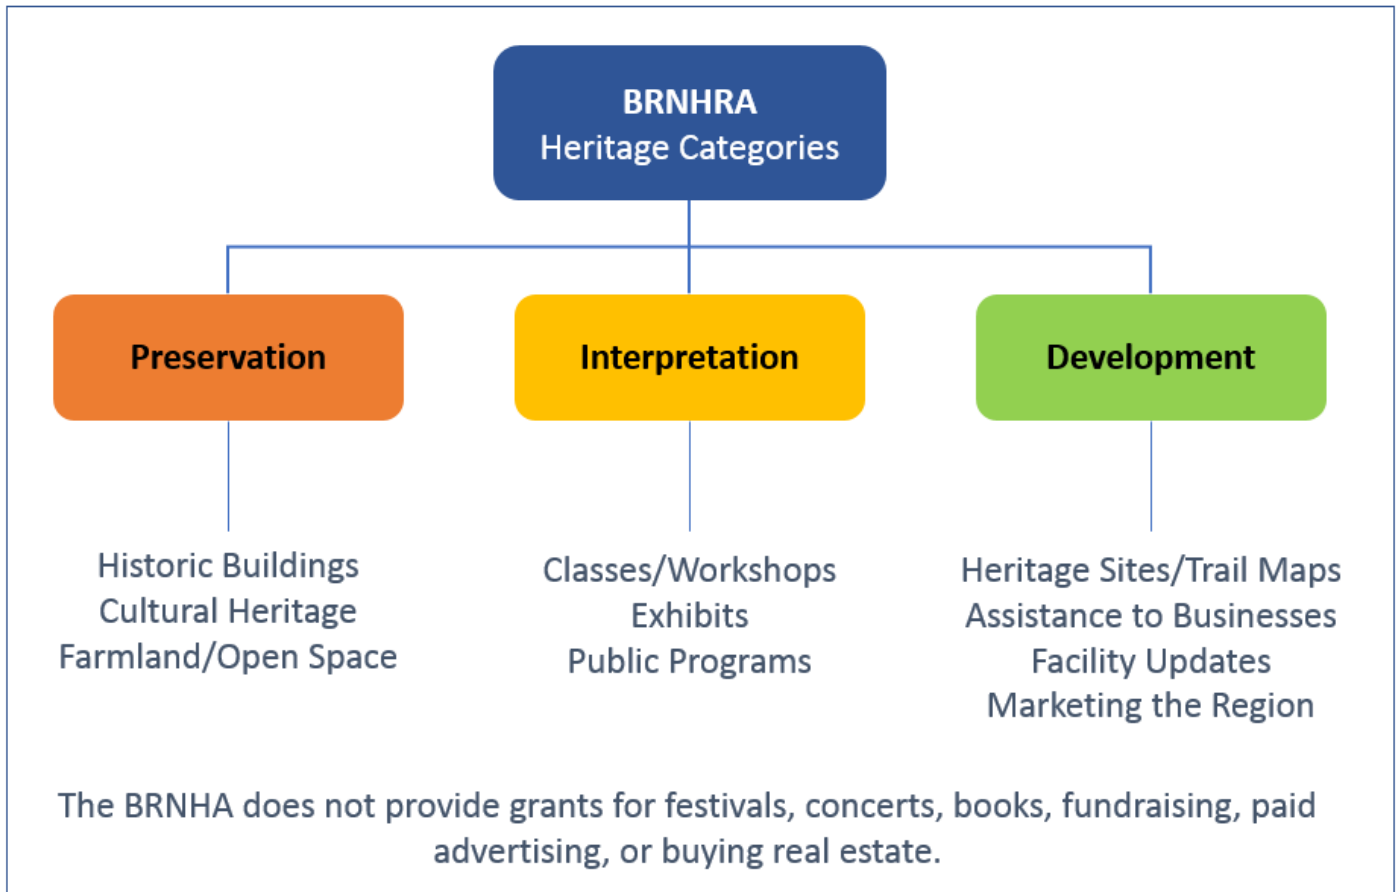 BRNHRA
Heritage Categories
Preservation
Interpretation
Development
Historic Buildings
Cultural Heritage
Farmland/Open Space
Classes/Workshops
Exhibits
Public Programs
Heritage Sites/Trail Maps
Assistance to Businesses
Facility Updates
Marketing the Region
The BRNHA does not provide grants for festivals, concerts, books, fundraising, paid
advertising, or buying real estate.